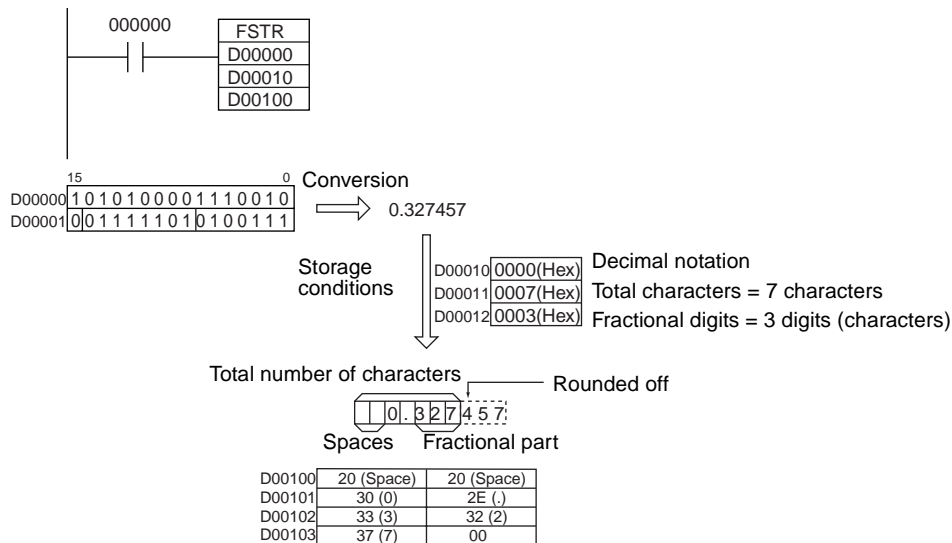 000000
FSTR
D00000
D00010
D00100
15 0
Conversion
D00000 1 0 1 0 1 0 0 0 0 1 1 1 0 0 1 0
D00001 0 0 1 1 1 1 1 0 1 0 1 0 0 1 1 1
0.327457
Storage
conditions
D00010 0000(Hex) Decimal notation
D00011 0007(Hex) Total characters = 7 characters
D00012 0003(Hex) Fractional digits = 3 digits (characters)
Total number of characters
Rounded off
0 . 3 2 7 4 5 7
Spaces Fractional part
D00100 20 (Space) 20 (Space)
D00101 30 (0) 2E (.)
D00102 33 (3) 32 (2)
D00103 37 (7) 00